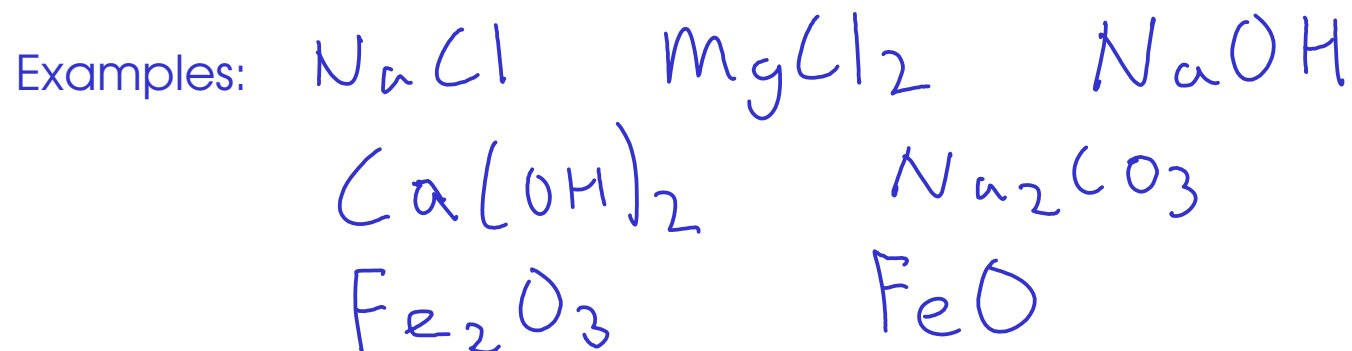 Examples: NaCl MgCl₂ NaOH
Ca(OH)₂ Na₂CO₃
Fe₂O₃ FeO